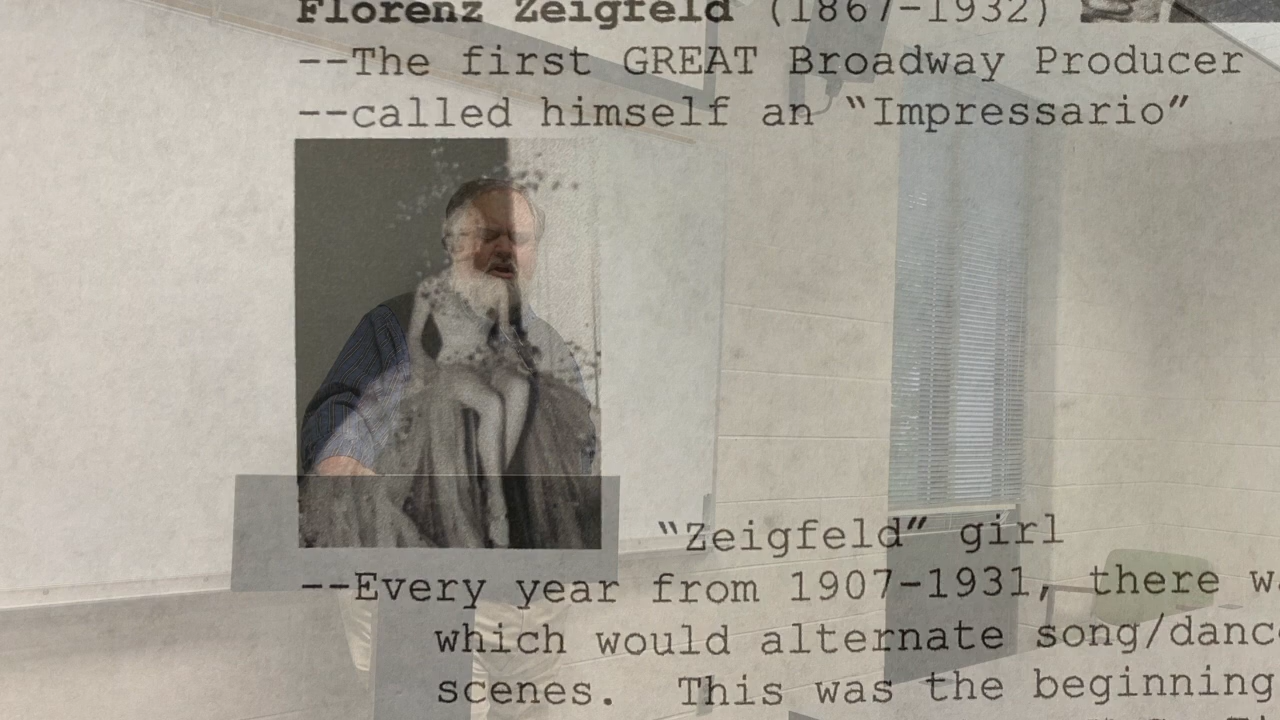 Florenz Zeigfeld (1867-1932)
--The first GREAT Broadway Producer
--called himself an “Impressario”
“Zeigfeld” girl
--Every year from 1907-1931, there w
which would alternate song/danc
scenes. This was the beginning